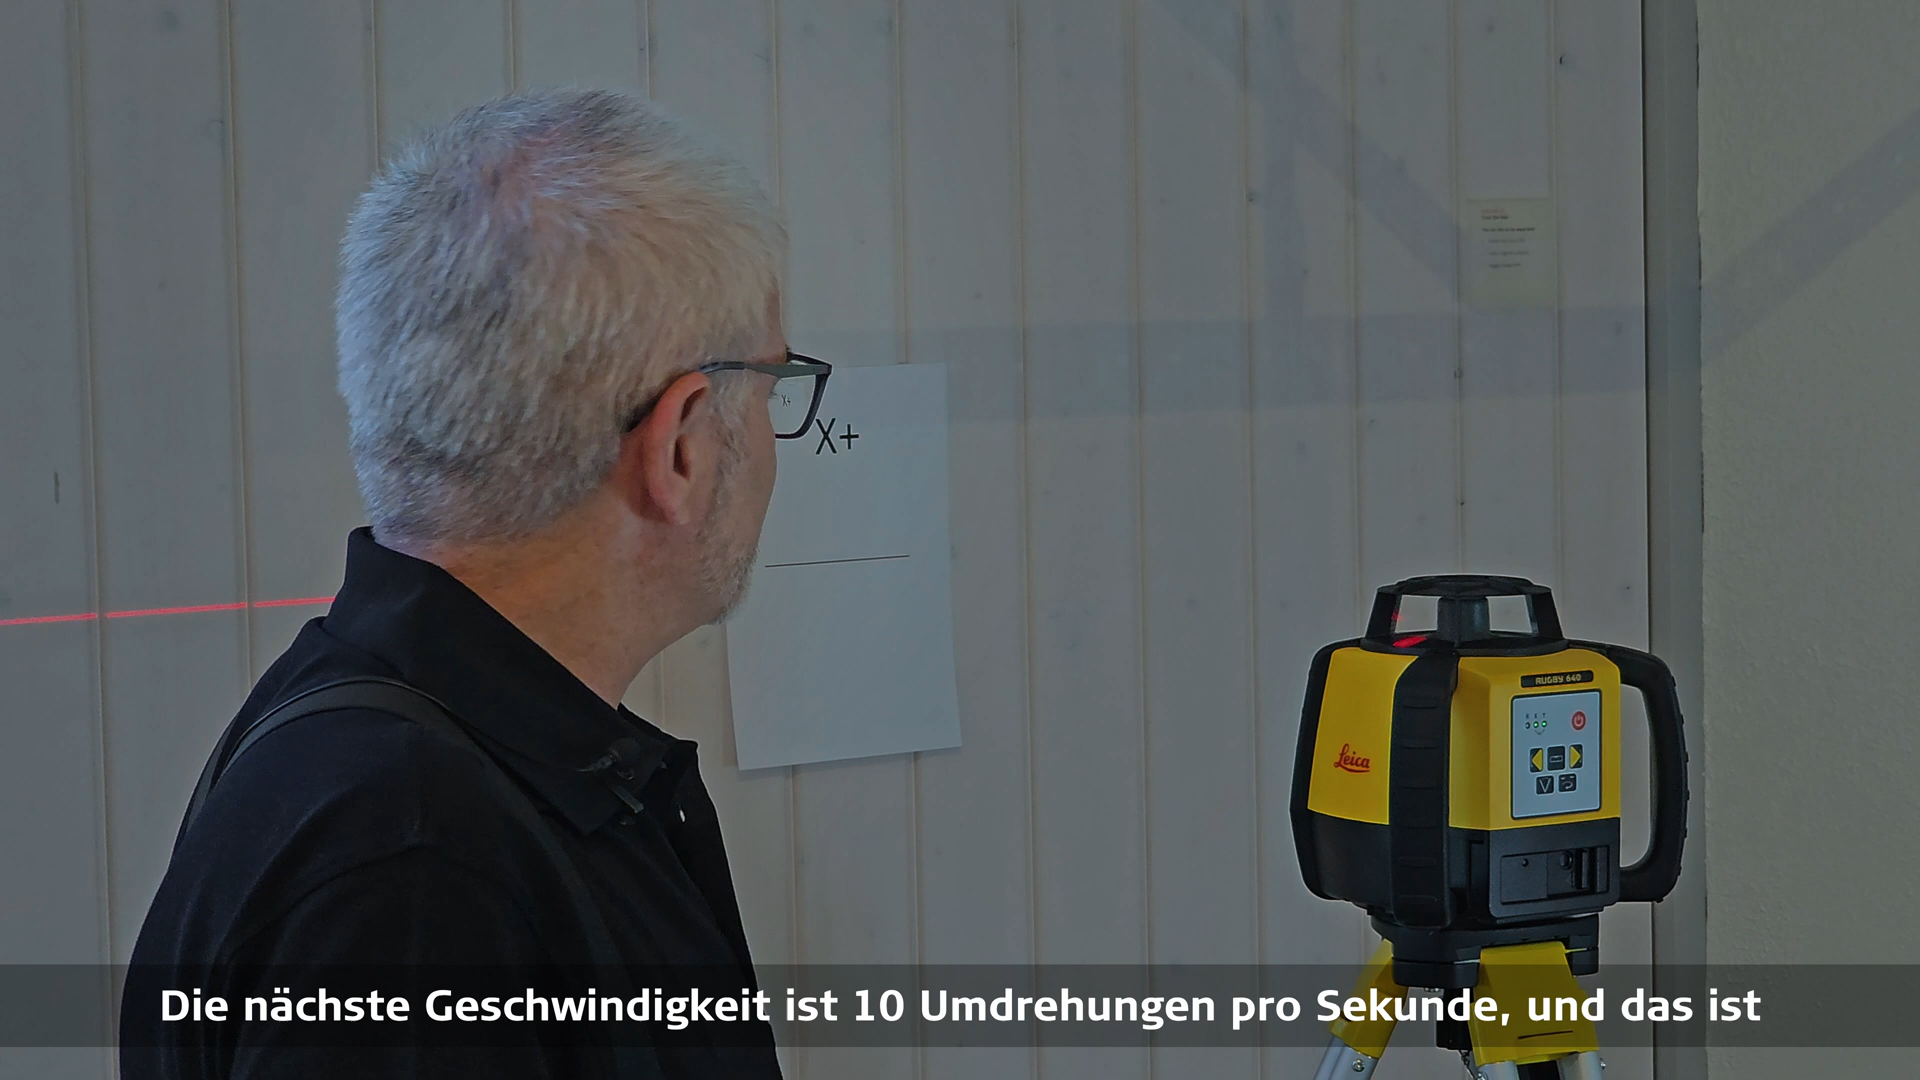 X+
X+
RUGBY 640
Leica
Die nächste Geschwindigkeit ist 10 Umdrehungen pro Sekunde, und das ist